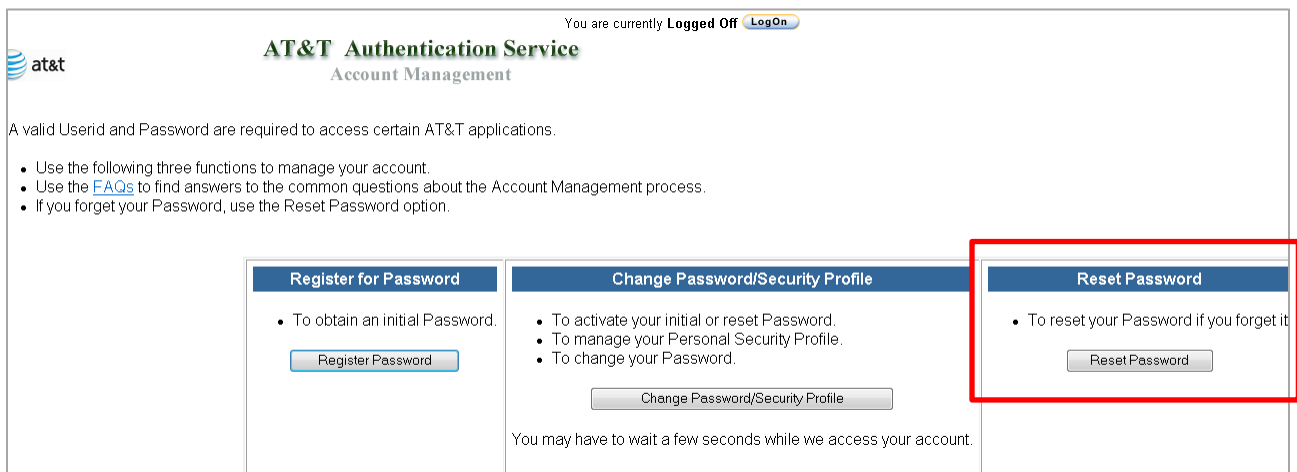 You are currently Logged Off LogOn
at&t
AT&T Authentication Service
Account Management
A valid Userid and Password are required to access certain AT&T applications.
• Use the following three functions to manage your account.
• Use the FAQs to find answers to the common questions about the Account Management process.
• If you forget your Password, use the Reset Password option.
Register for Password
• To obtain an initial Password.
Register Password
Change Password/Security Profile
• To activate your initial or reset Password.
• To manage your Personal Security Profile.
• To change your Password.
Change Password/Security Profile
You may have to wait a few seconds while we access your account.
Reset Password
• To reset your Password if you forget it
Reset Password